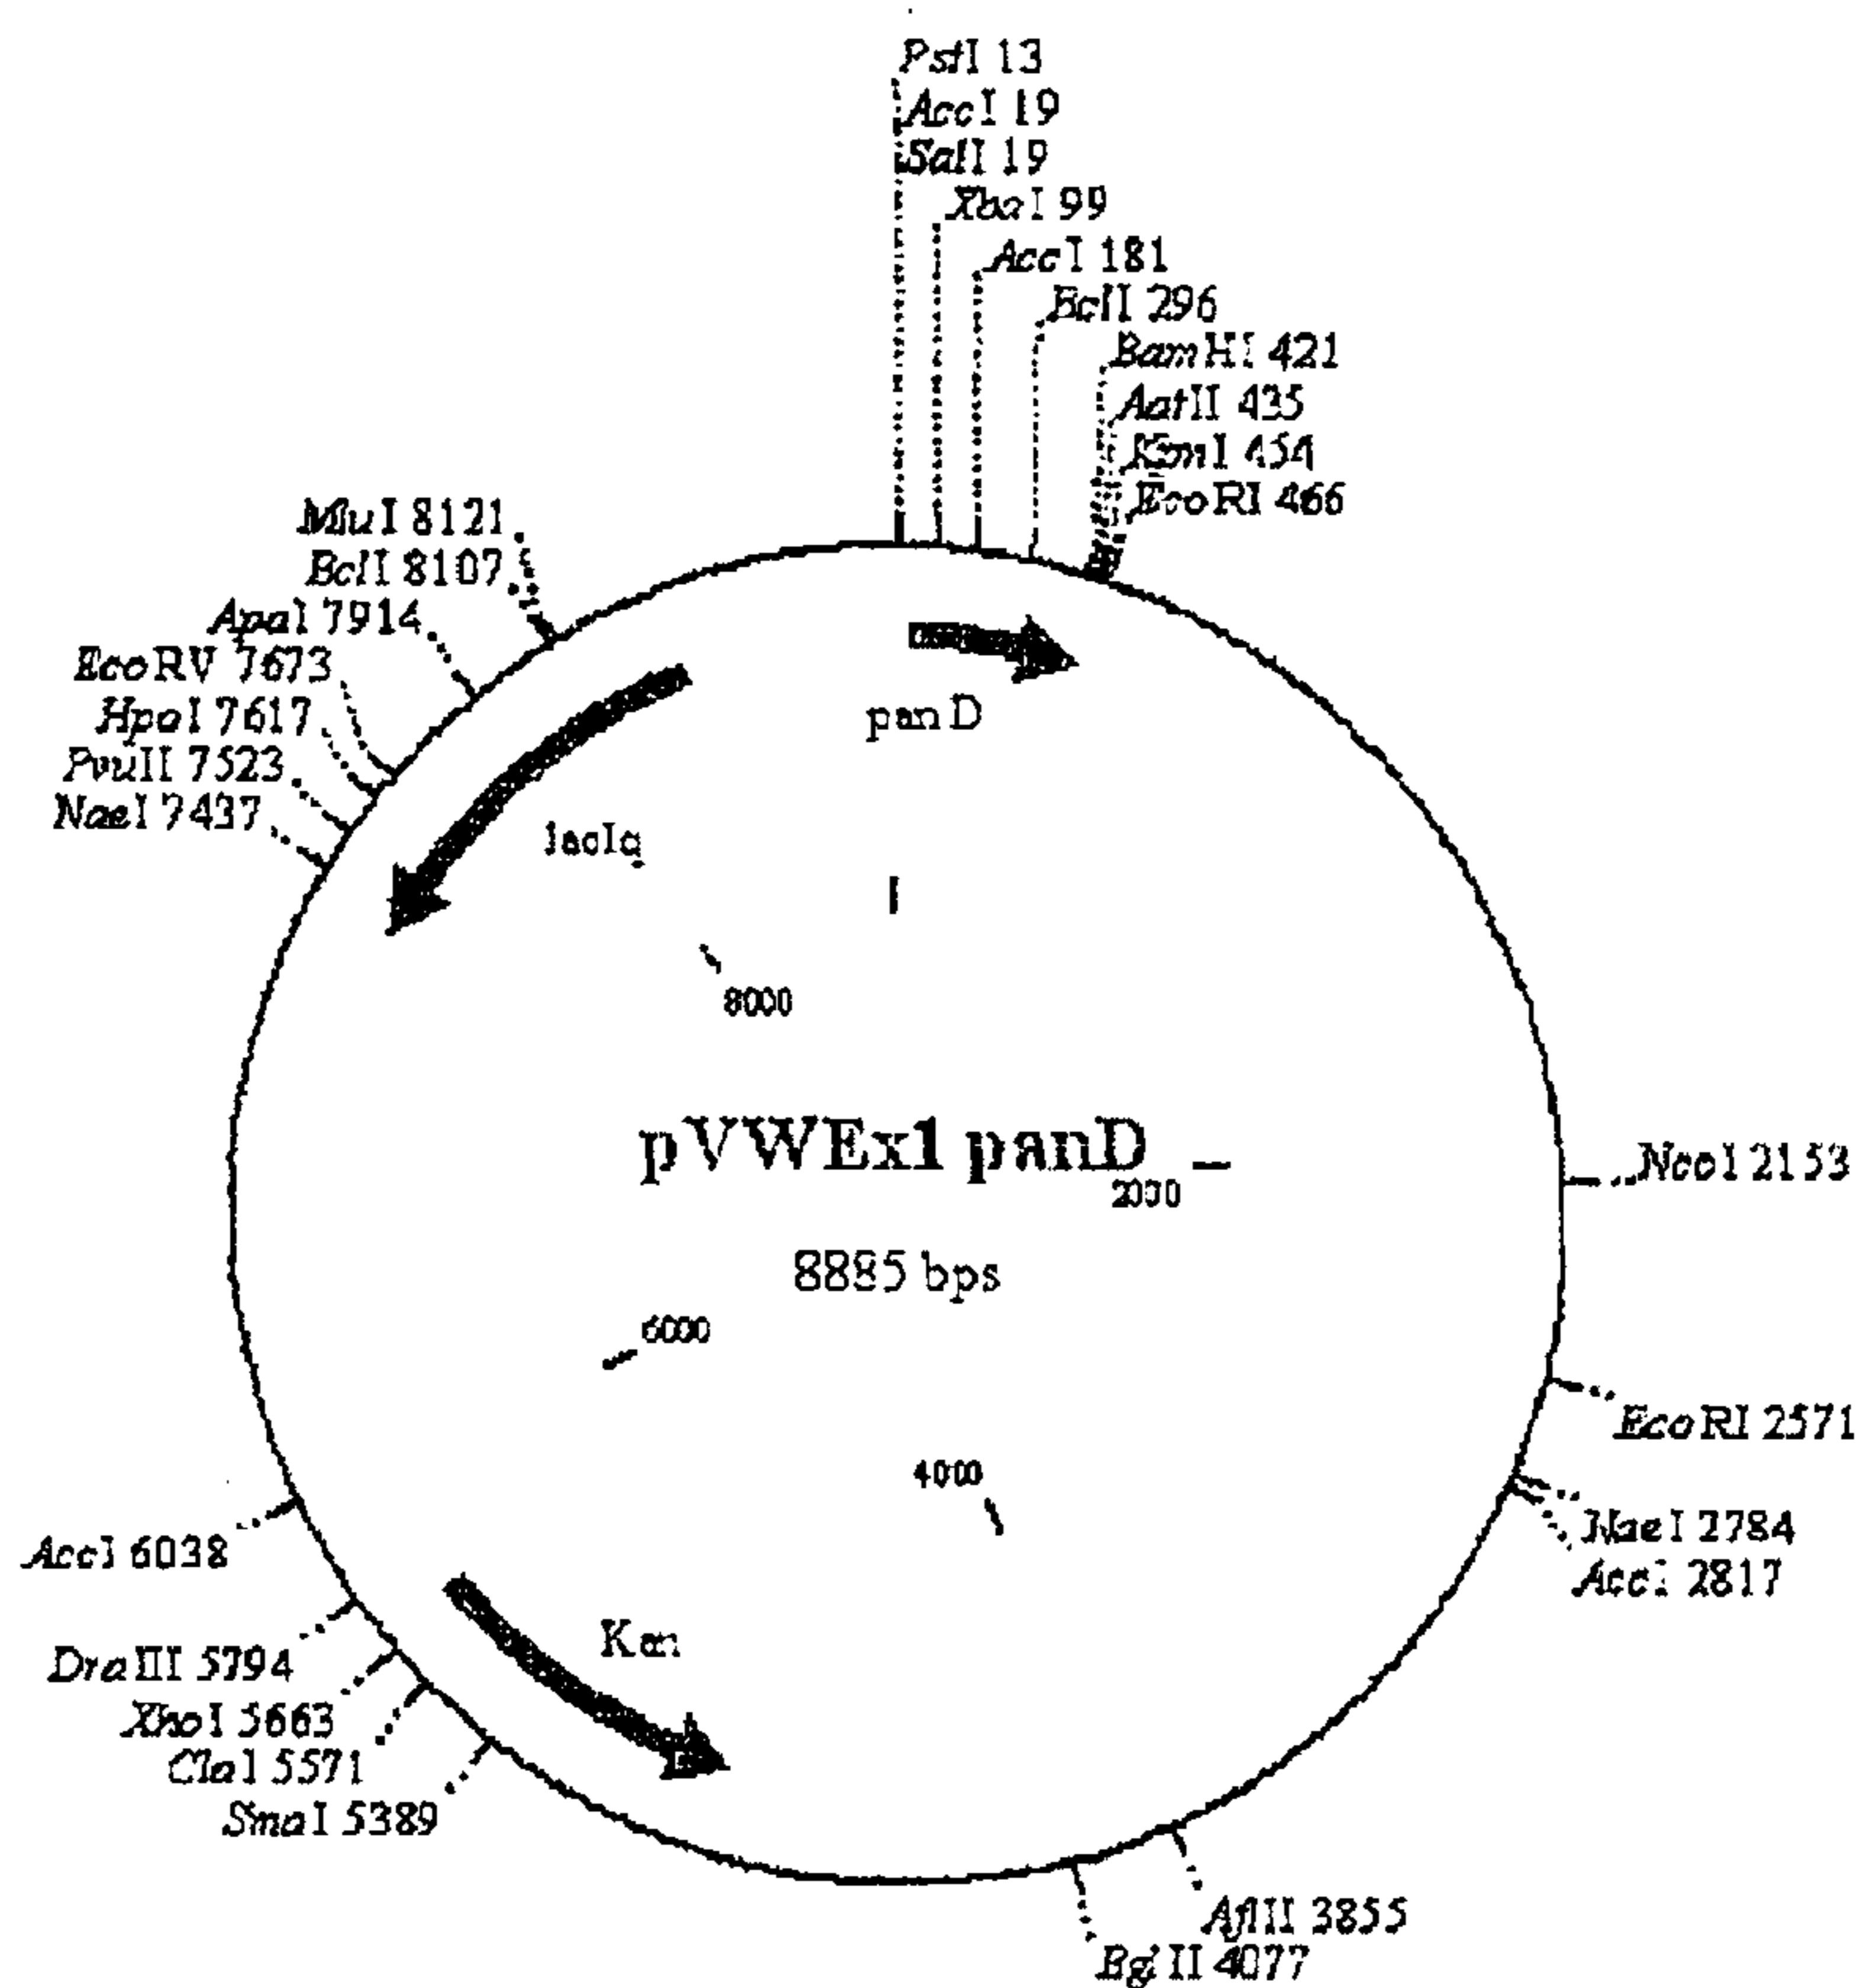 PstI 13
AccI 19
SalI 19
XbaI 99
AccI 181
BclI 296
BamHI 421
AatII 435
KpnI 454
EcoRI 466
MluI 8121
BclI 8107
ApaI 7914
EcoRV 7673
HpaI 7617
PvuII 7523
NaeI 7437
panD
lacIq
1
8000
pVWEx1 panD
2000
8885 bps
NcoI 2153
6000
EcoRI 2571
4000
NaeI 2784
AccI 2817
AccI 6038
Kan
DraIII 5794
XhoI 5663
ClaI 5571
SmaI 5389
AflII 3855
BglII 4077